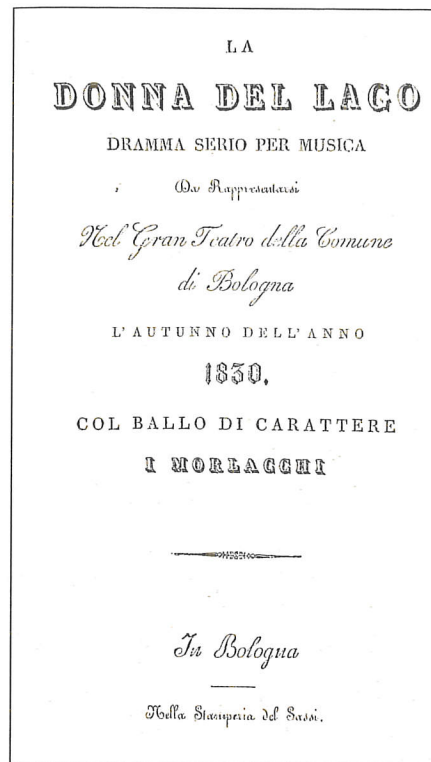 LA
DONNA DEL LAGO
DRAMMA SERIO PER MUSICA
Da Rappresentarsi
Nel Gran Teatro della Comune
di Bologna
L'AUTUNNO DELL'ANNO
1830.
COL BALLO DI CARATTERE
I MORLACCHI
In Bologna
Nella Stamperia del Sassi.